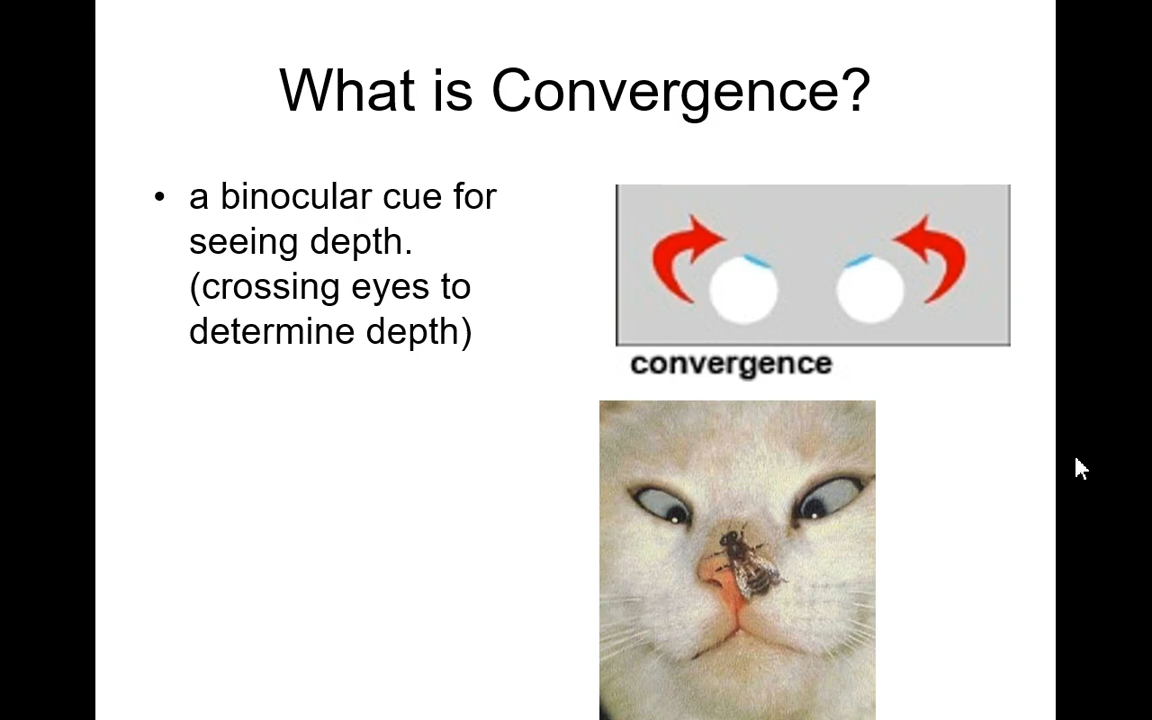 What is Convergence?
• a binocular cue for
seeing depth.
(crossing eyes to
determine depth)
convergence